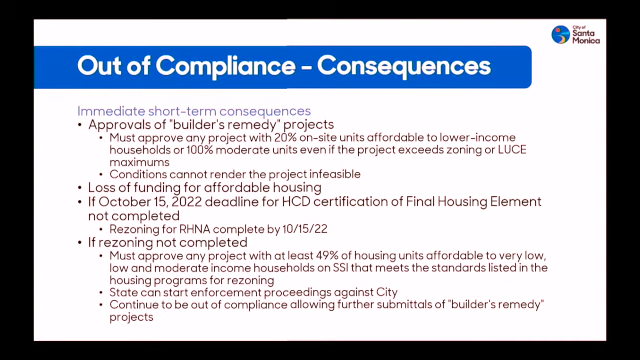 City of
Santa
Monica
Out of Compliance - Consequences
Immediate short-term consequences
• Approvals of "builder's remedy" projects
• Must approve any project with 20% on-site units affordable to lower-income
households or 100% moderate units even if the project exceeds zoning or LUCE
maximums
• Conditions cannot render the project infeasible
• Loss of funding for affordable housing
• If October 15, 2022 deadline for HCD certification of Final Housing Element
not completed
• Rezoning for RHNA complete by 10/15/22
• If rezoning not completed
• Must approve any project with at least 49% of housing units affordable to very low,
low and moderate income households on SSI that meets the standards listed in the
housing programs for rezoning
• State can start enforcement proceedings against City
• Continue to be out of compliance allowing further submittals of "builder's remedy"
projects